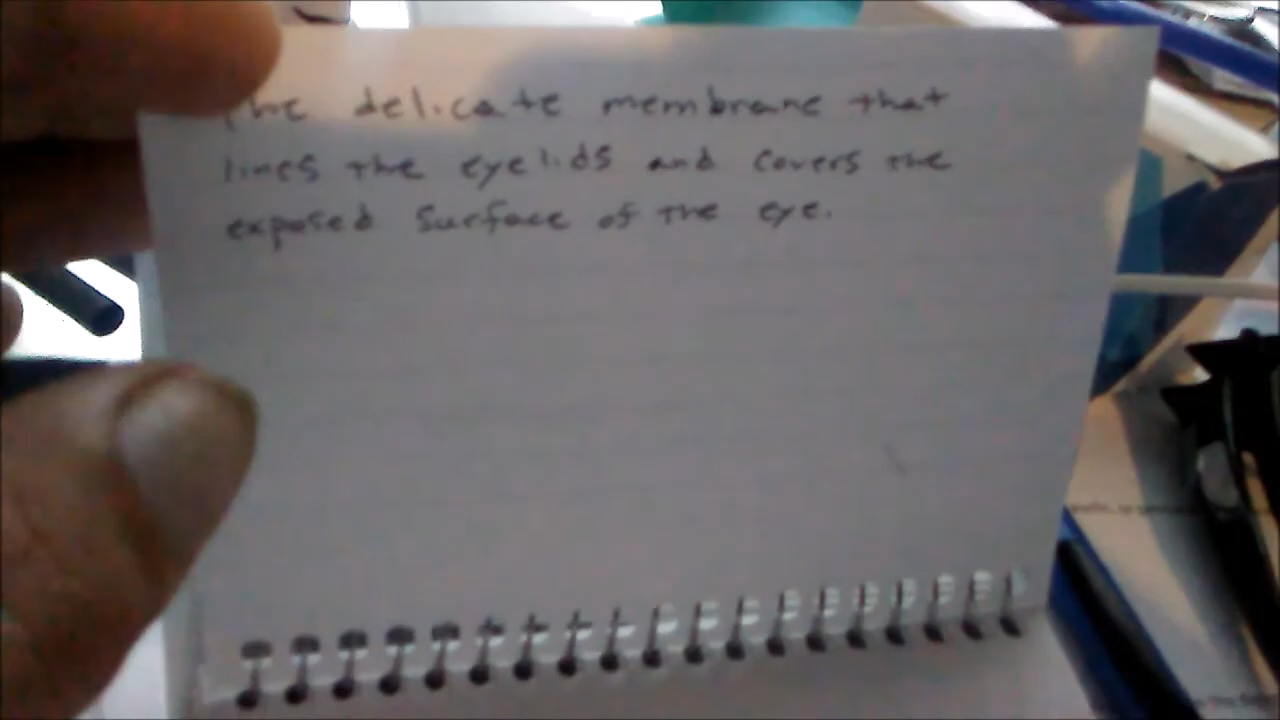 The delicate membrane that
lines the eyelids and covers the
exposed surface of the eye.